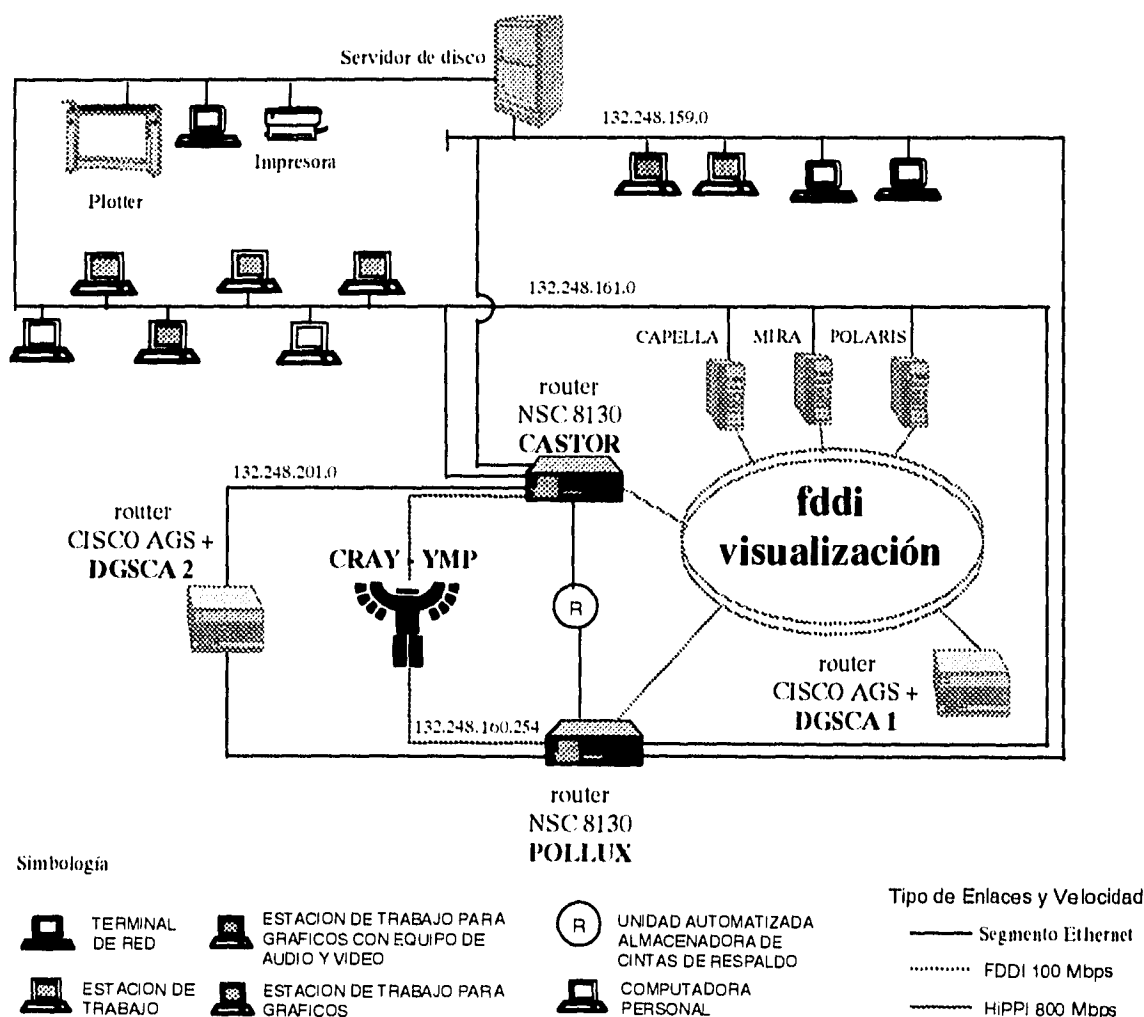 Servidor de disco
132.248.159.0
Impresora
Plotter
132.248.161.0
CAPELLA MIRA POLARIS
router
NSC 8130
CASTOR
132.248.201.0
router
CISCO AGS +
DGSCA 2
CRAY - YMP
fddi
visualización
R
router
CISCO AGS +
DGSCA 1
132.248.160.254
router
NSC 8130
POLLUX
Simbología
TERMINAL
DE RED
ESTACION DE TRABAJO PARA
GRAFICOS CON EQUIPO DE
AUDIO Y VIDEO
R
UNIDAD AUTOMATIZADA
ALMACENADORA DE
CINTAS DE RESPALDO
ESTACION DE
TRABAJO
ESTACION DE TRABAJO PARA
GRAFICOS
COMPUTADORA
PERSONAL
Tipo de Enlaces y Velocidad
Segmento Ethernet
FDDI 100 Mbps
HiPPI 800 Mbps